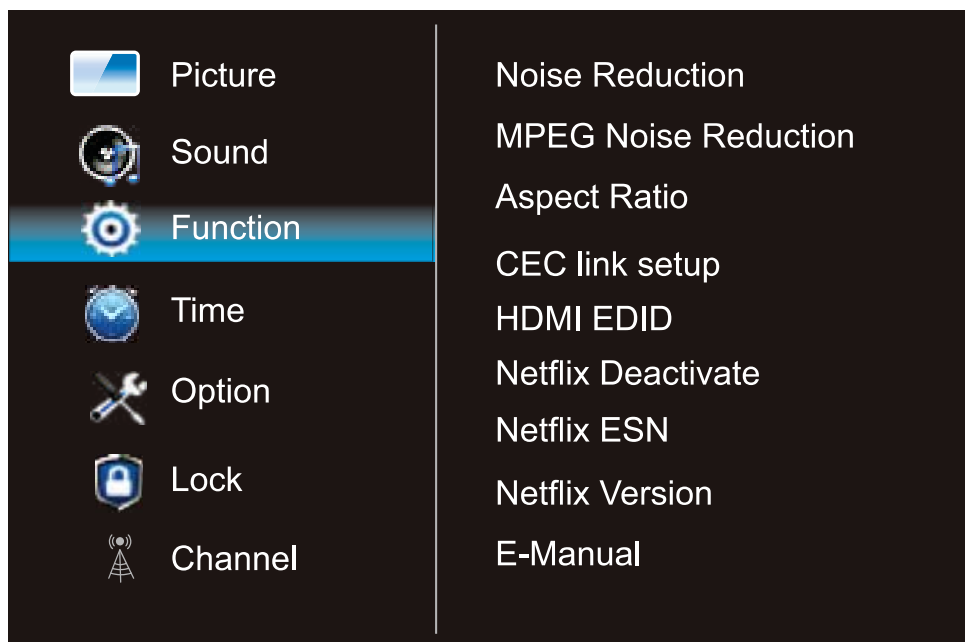 Picture
Sound
Function
Time
Option
Lock
Channel
Noise Reduction
MPEG Noise Reduction
Aspect Ratio
CEC link setup
HDMI EDID
Netflix Deactivate
Netflix ESN
Netflix Version
E-Manual